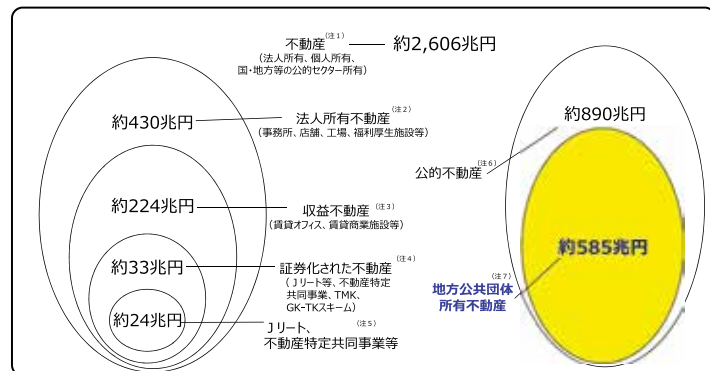 不動産（注１） 約2,606兆円
（法人所有、個人所有、
国・地方等の公的セクター所有）
約430兆円 法人所有不動産（注２）
（事務所、店舗、工場、福利厚生施設等）
約224兆円 収益不動産（注３）
（賃貸オフィス、賃貸商業施設等）
約33兆円 証券化された不動産（注４）
（Ｊリート等、不動産特定
共同事業、TMK、
GK-TKスキーム）
約24兆円 Ｊリート、（注５）
不動産特定共同事業等
約890兆円
公的不動産（注６）
約585兆円
地方公共団体（注７）
所有不動産